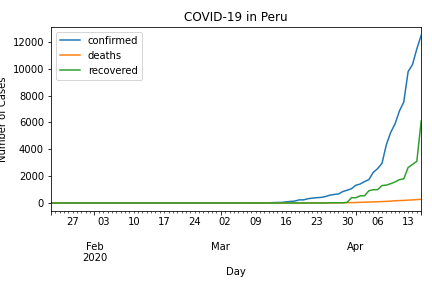 COVID-19 in Peru
confirmed
deaths
recovered
12000
10000
8000
6000
4000
2000
0
Number of Cases
27 03 10 17 24 02 09 16 23 30 06 13
Feb Mar Apr
2020
Day